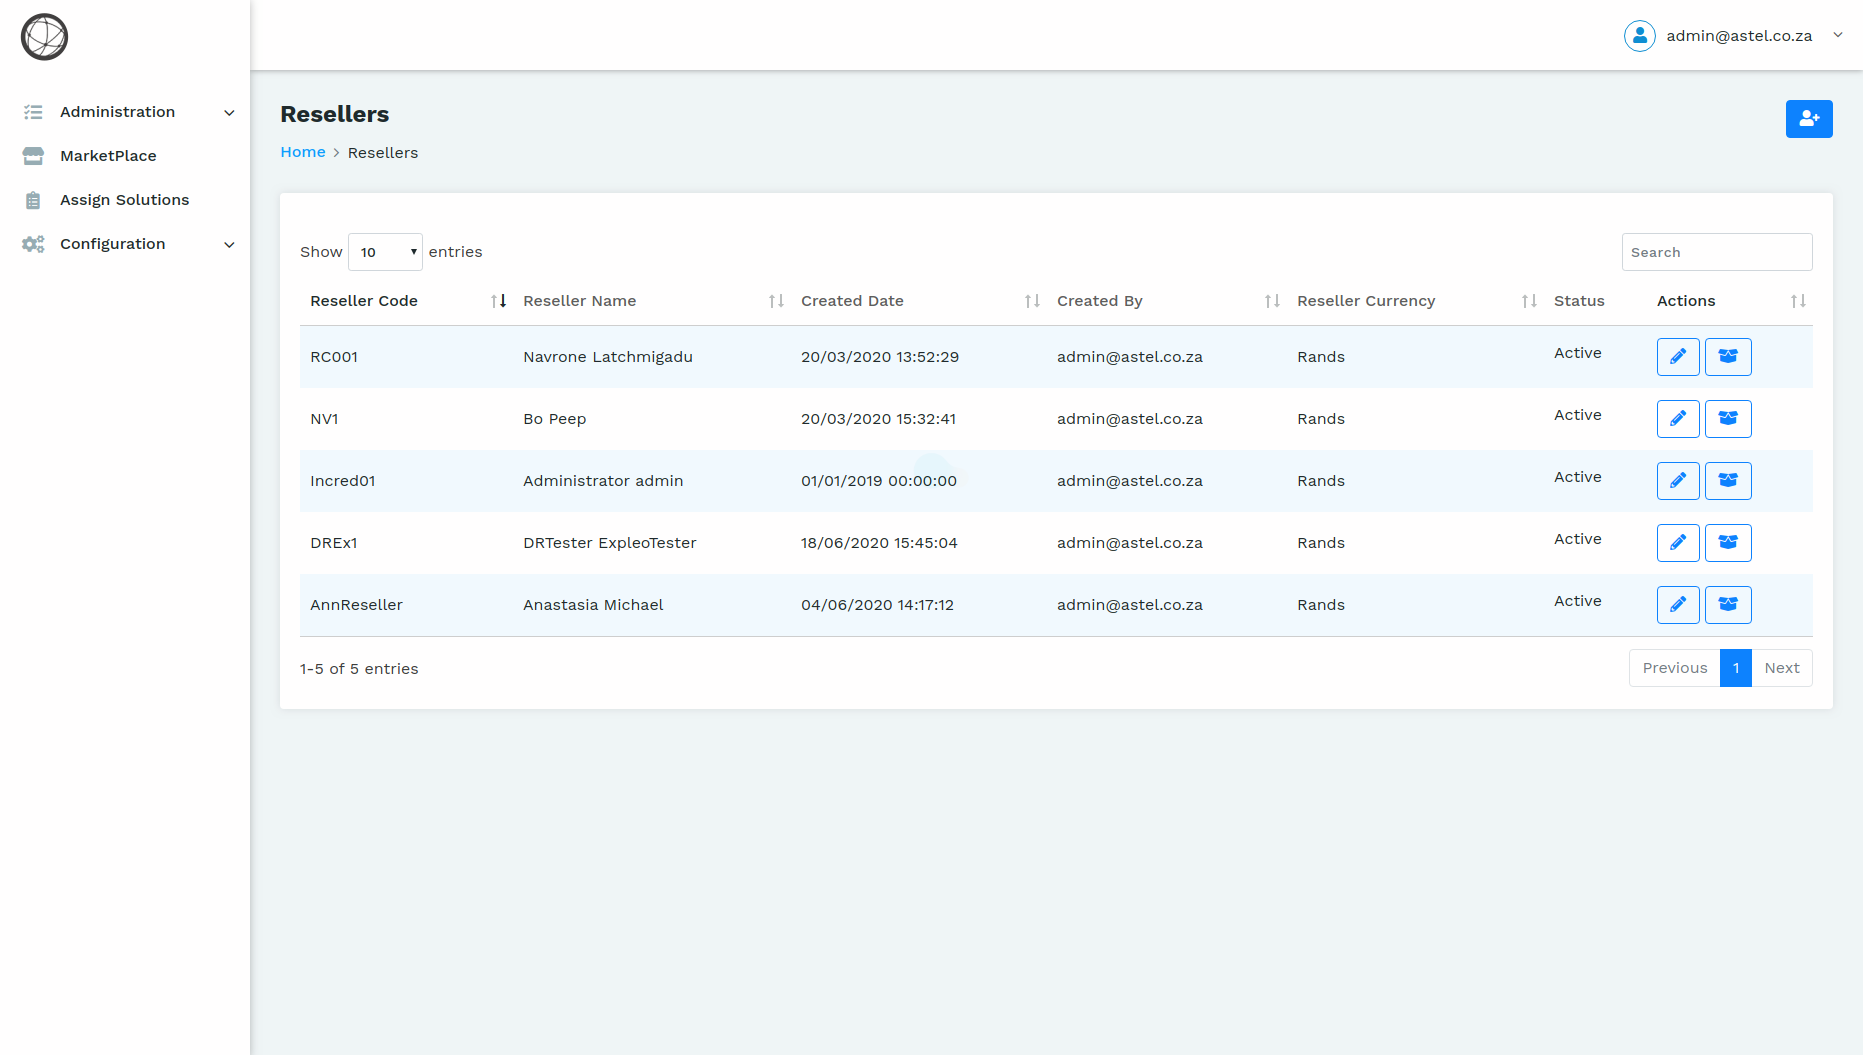 admin@astel.co.za
Administration
MarketPlace
Assign Solutions
Configuration
Resellers
Home > Resellers
Show 10 entries
Search
Reseller Code Reseller Name Created Date Created By Reseller Currency Status Actions
RC001 Navrone Latchmigadu 20/03/2020 13:52:29 admin@astel.co.za Rands Active
NV1 Bo Peep 20/03/2020 15:32:41 admin@astel.co.za Rands Active
Incred01 Administrator admin 01/01/2019 00:00:00 admin@astel.co.za Rands Active
DREx1 DRTester ExpleoTester 18/06/2020 15:45:04 admin@astel.co.za Rands Active
AnnReseller Anastasia Michael 04/06/2020 14:17:12 admin@astel.co.za Rands Active
1-5 of 5 entries
Previous 1 Next